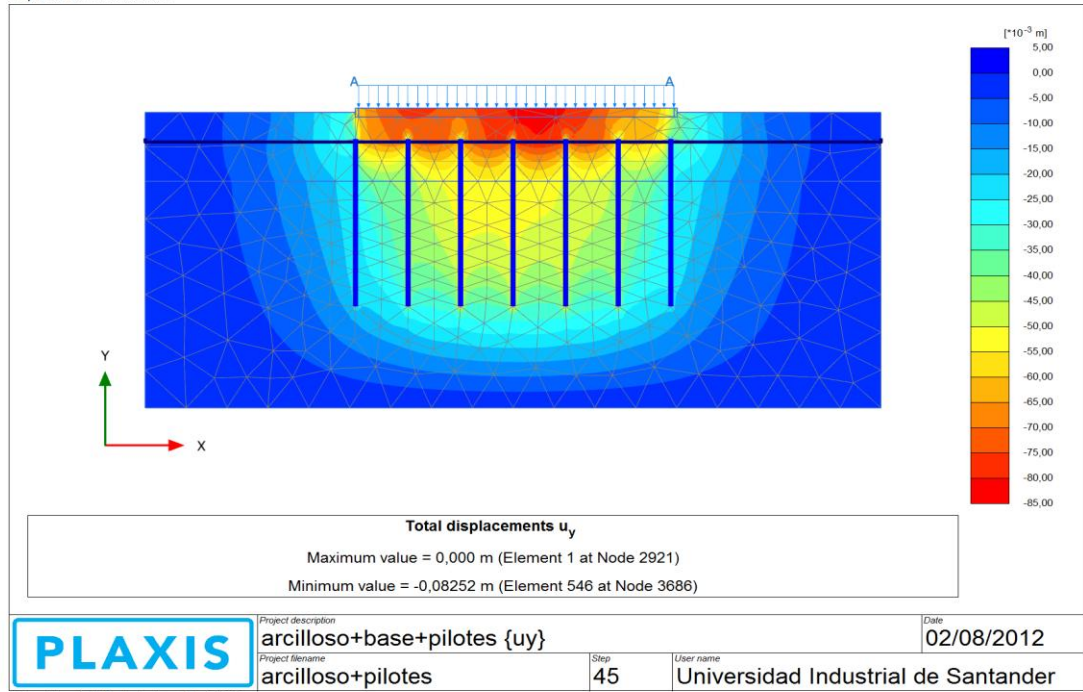 [*10⁻³ m]
5,00
0,00
-5,00
-10,00
-15,00
-20,00
-25,00
-30,00
-35,00
-40,00
-45,00
-50,00
-55,00
-60,00
-65,00
-70,00
-75,00
-80,00
-85,00
A A
Y
X
Total displacements uy
Maximum value = 0,000 m (Element 1 at Node 2921)
Minimum value = -0,08252 m (Element 546 at Node 3686)
PLAXIS
Project description
arcilloso+base+pilotes {uy}
Date
02/08/2012
Project filename
arcilloso+pilotes
Step
45
User name
Universidad Industrial de Santander